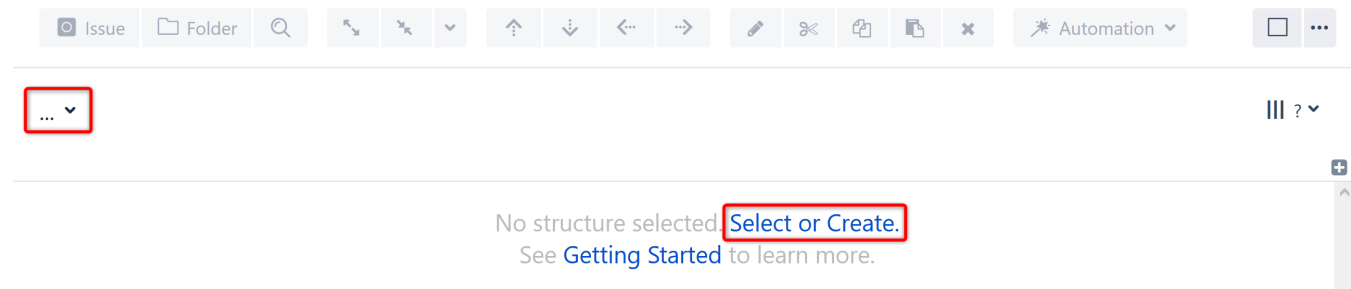 Issue Folder Automation ...
... ?
No structure selected. Select or Create.
See Getting Started to learn more.